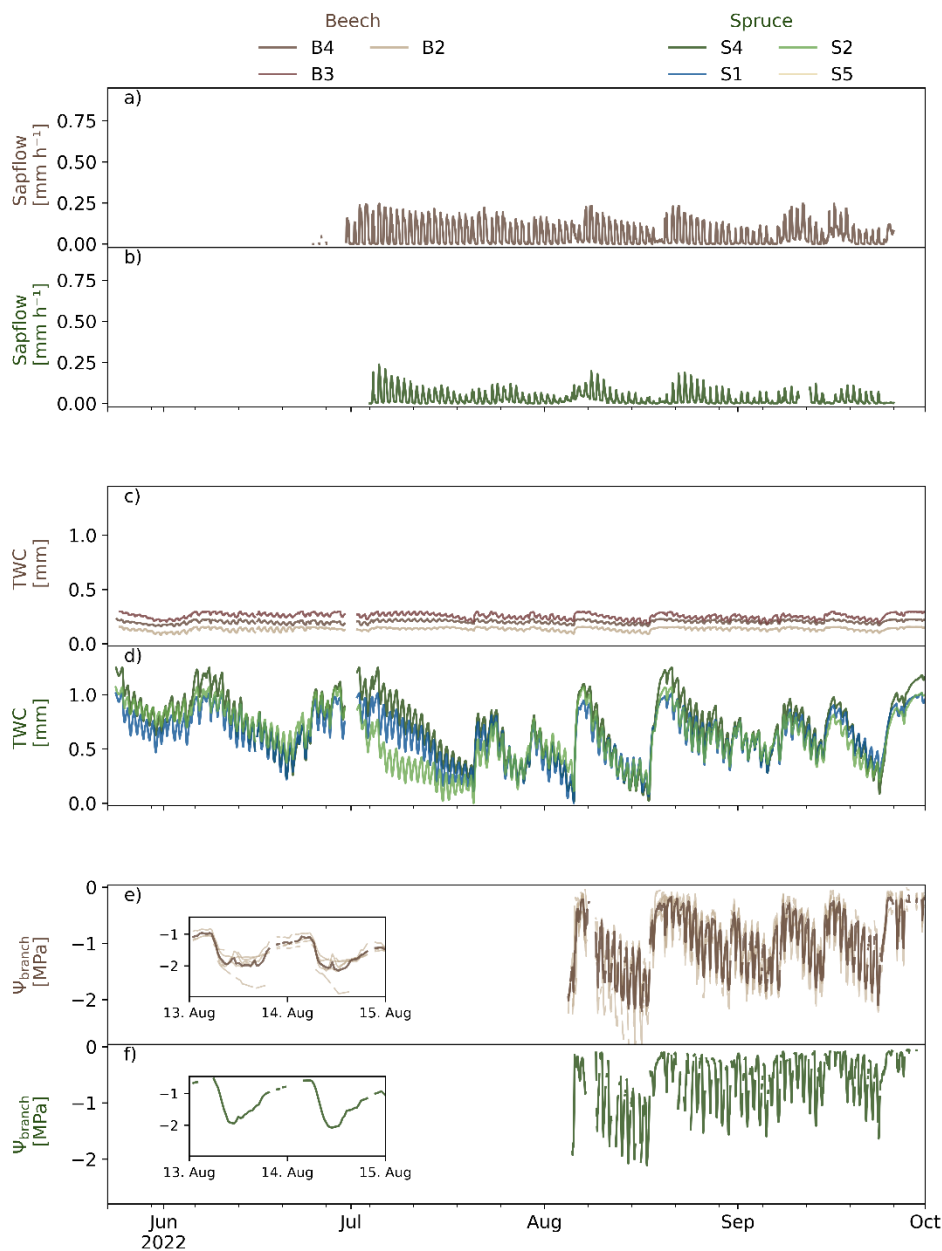 Beech
Spruce
B4 B2
B3
S4 S2
S1 S5
a)
Sapflow
[mm h⁻¹]
0.75
0.50
0.25
0.00
b)
Sapflow
[mm h⁻¹]
0.75
0.50
0.25
0.00
c)
TWC
[mm]
1.0
0.5
0.0
d)
TWC
[mm]
1.0
0.5
0.0
e)
Ψbranch
[MPa]
0
−1
−2
−1
−2
13. Aug 14. Aug 15. Aug
f)
Ψbranch
[MPa]
0
−1
−2
−1
−2
13. Aug 14. Aug 15. Aug
Jun Jul Aug Sep Oct
2022